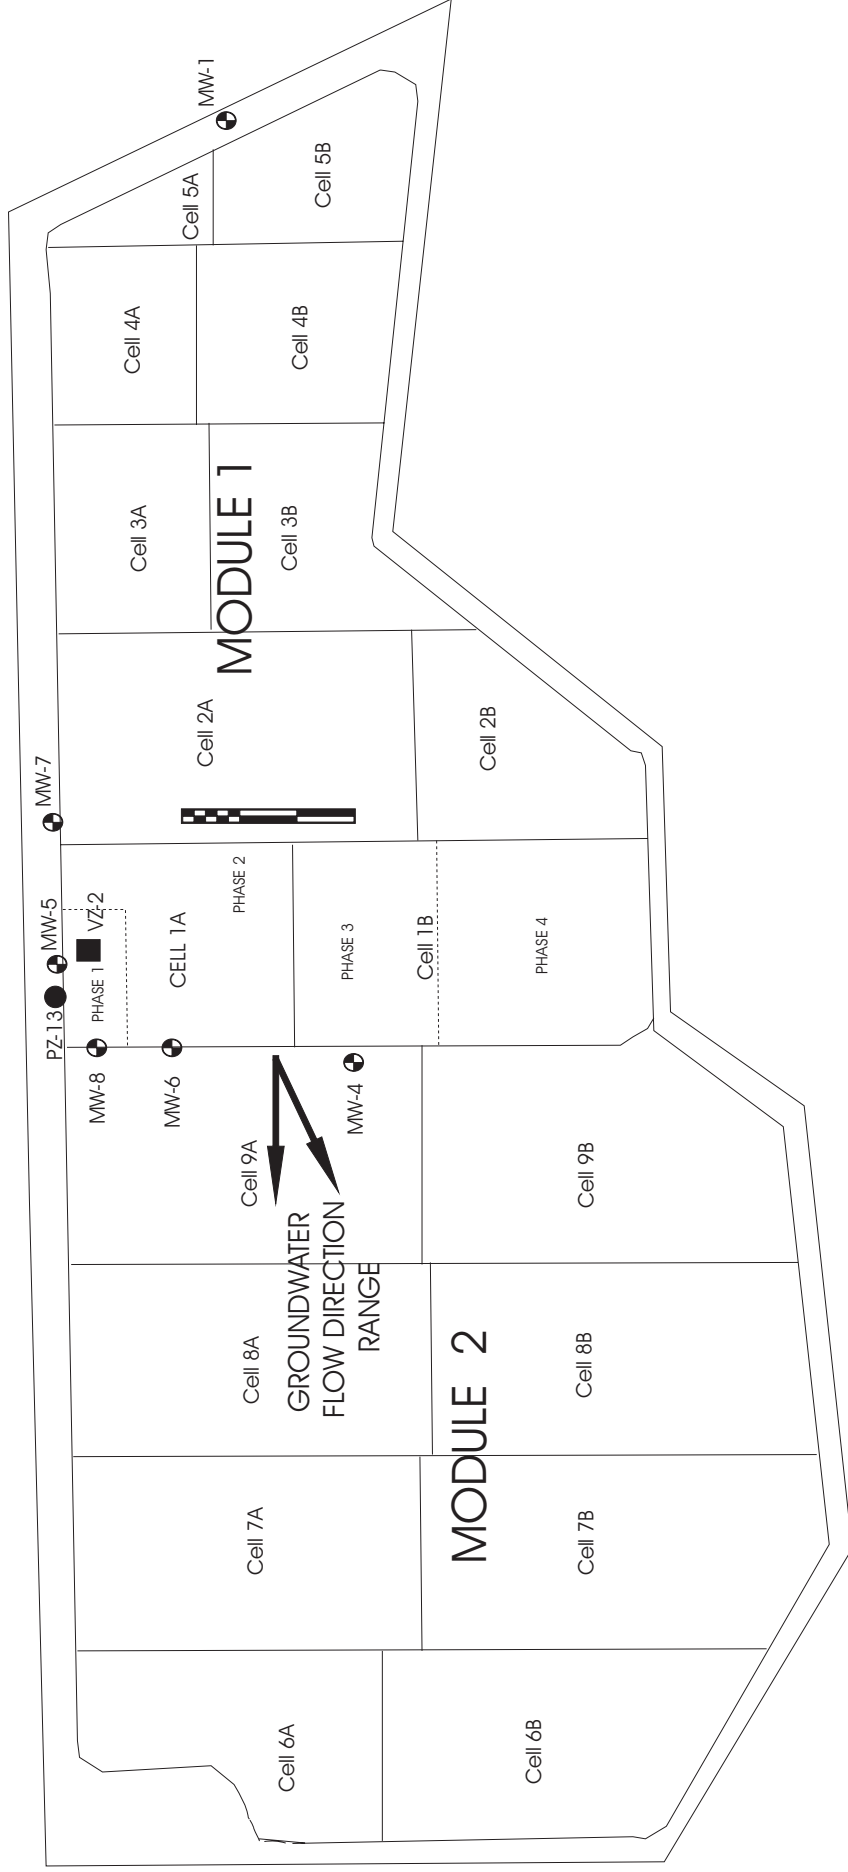 MW-1
Cell 5A
Cell 5B
Cell 4A
Cell 4B
Cell 3A
MODULE 1
Cell 3B
Cell 2A
Cell 2B
MW-7
MW-5
VZ-2
PZ-13
PHASE 1
CELL 1A
PHASE 2
PHASE 3
Cell 1B
PHASE 4
MW-8
MW-6
MW-4
Cell 9A
Cell 9B
GROUNDWATER
FLOW DIRECTION
RANGE
Cell 8A
MODULE 2
Cell 8B
Cell 7A
Cell 7B
Cell 6A
Cell 6B